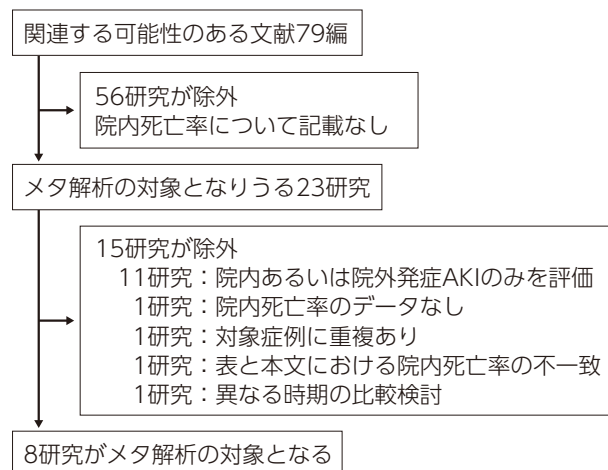 関連する可能性のある文献79編
56研究が除外
院内死亡率について記載なし
メタ解析の対象となりうる23研究
15研究が除外
11研究：院内あるいは院外発症AKIのみを評価
1研究：院内死亡率のデータなし
1研究：対象症例に重複あり
1研究：表と本文における院内死亡率の不一致
1研究：異なる時期の比較検討
8研究がメタ解析の対象となる